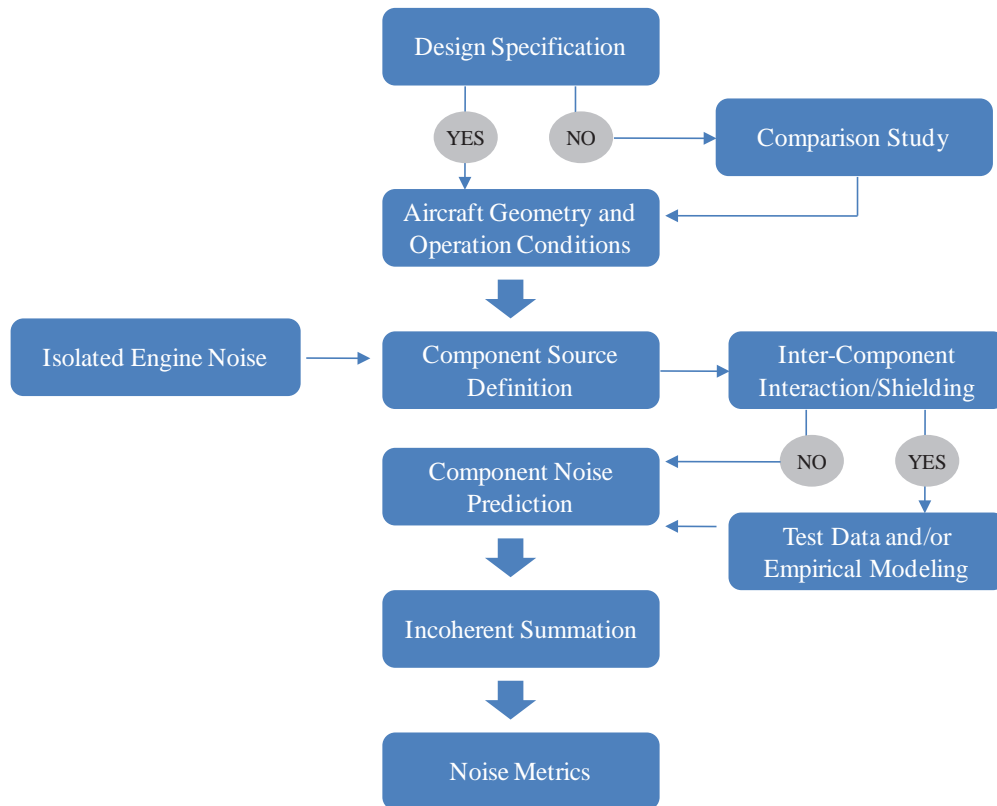 Design Specification
YES
NO
Comparison Study
Aircraft Geometry and
Operation Conditions
Isolated Engine Noise
Component Source
Definition
Inter-Component
Interaction/Shielding
NO
YES
Component Noise
Prediction
Test Data and/or
Empirical Modeling
Incoherent Summation
Noise Metrics